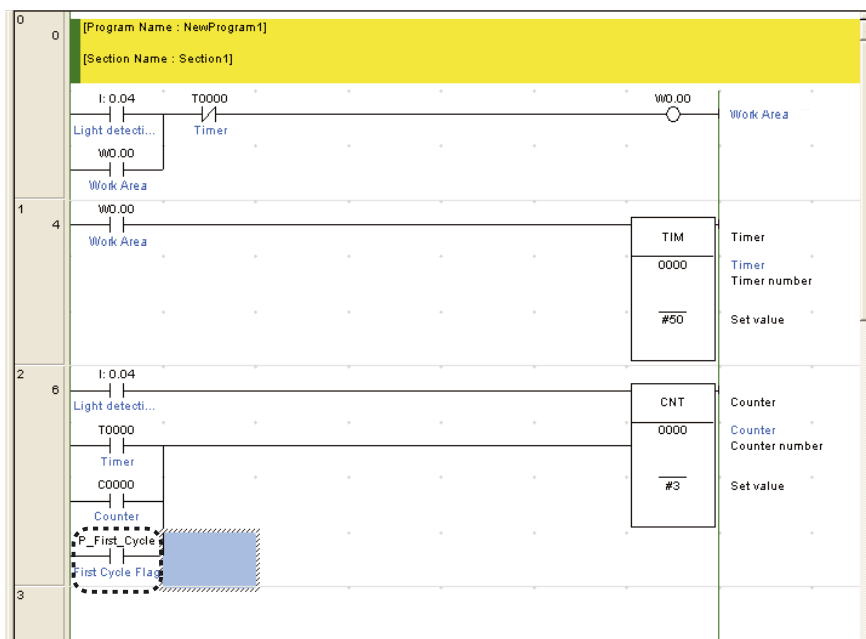 0
0
[Program Name : NewProgram1]
[Section Name : Section1]
I: 0.04 T0000 W0.00
Work Area
Light detecti... Timer
W0.00
Work Area
1
4
W0.00
Work Area
TIM Timer
0000 Timer
Timer number
#50 Set value
2
6
I: 0.04
Light detecti...
CNT Counter
T0000
0000 Counter
Timer
Counter number
C0000
#3 Set value
Counter
P_First_Cycle
First Cycle Flag
3